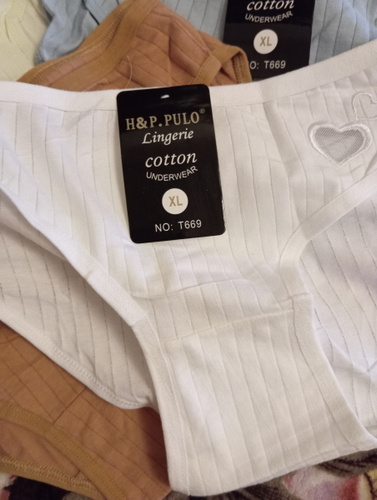 cotton
UNDERWEAR
XL
NO: T669
H&P.PULO®
Lingerie
cotton
UNDERWEAR
XL
NO: T669